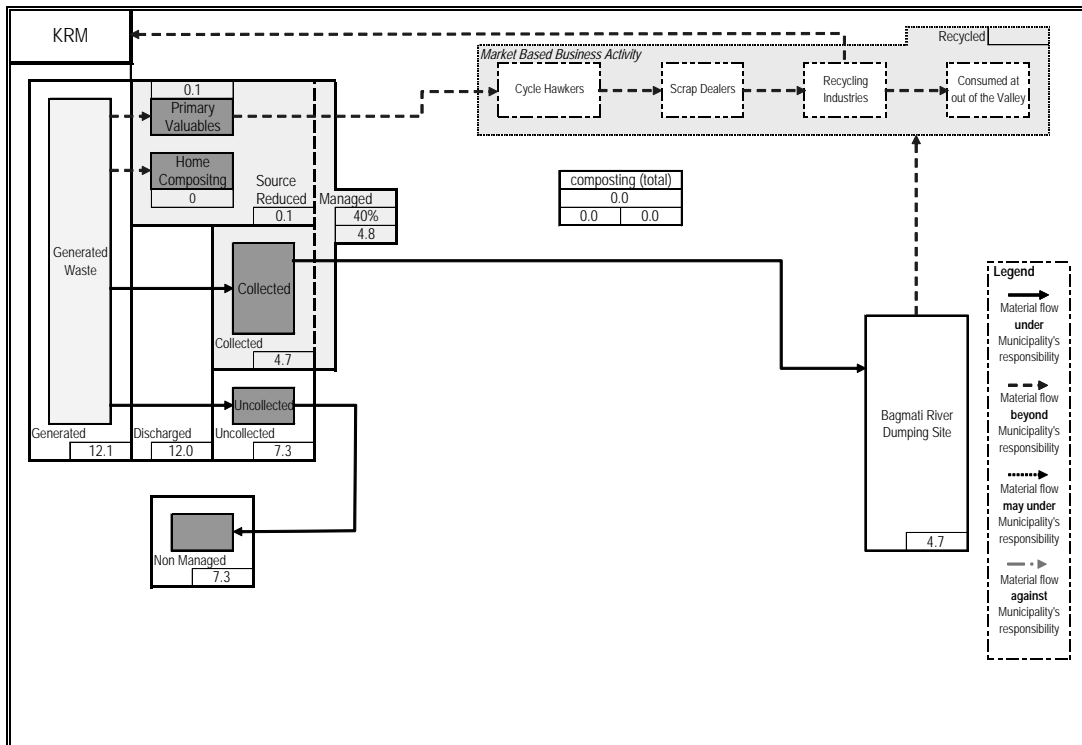 KRM
Recycled
Market Based Business Activity
Cycle Hawkers
Scrap Dealers
Recycling
Industries
Consumed at
out of the Valley
0.1
Primary
Valuables
Home
Compositng
0
Source
Reduced
0.1
Managed
40%
4.8
composting (total)
0.0
0.0 0.0
Generated
Waste
Collected
Collected
4.7
Uncollected
Generated
12.1
Discharged
12.0
Uncollected
7.3
Non Managed
7.3
Bagmati River
Dumping Site
4.7
Legend
Material flow
under
Municipality's
responsibility
Material flow
beyond
Municipality's
responsibility
Material flow
may under
Municipality's
responsibility
Material flow
against
Municipality's
responsibility